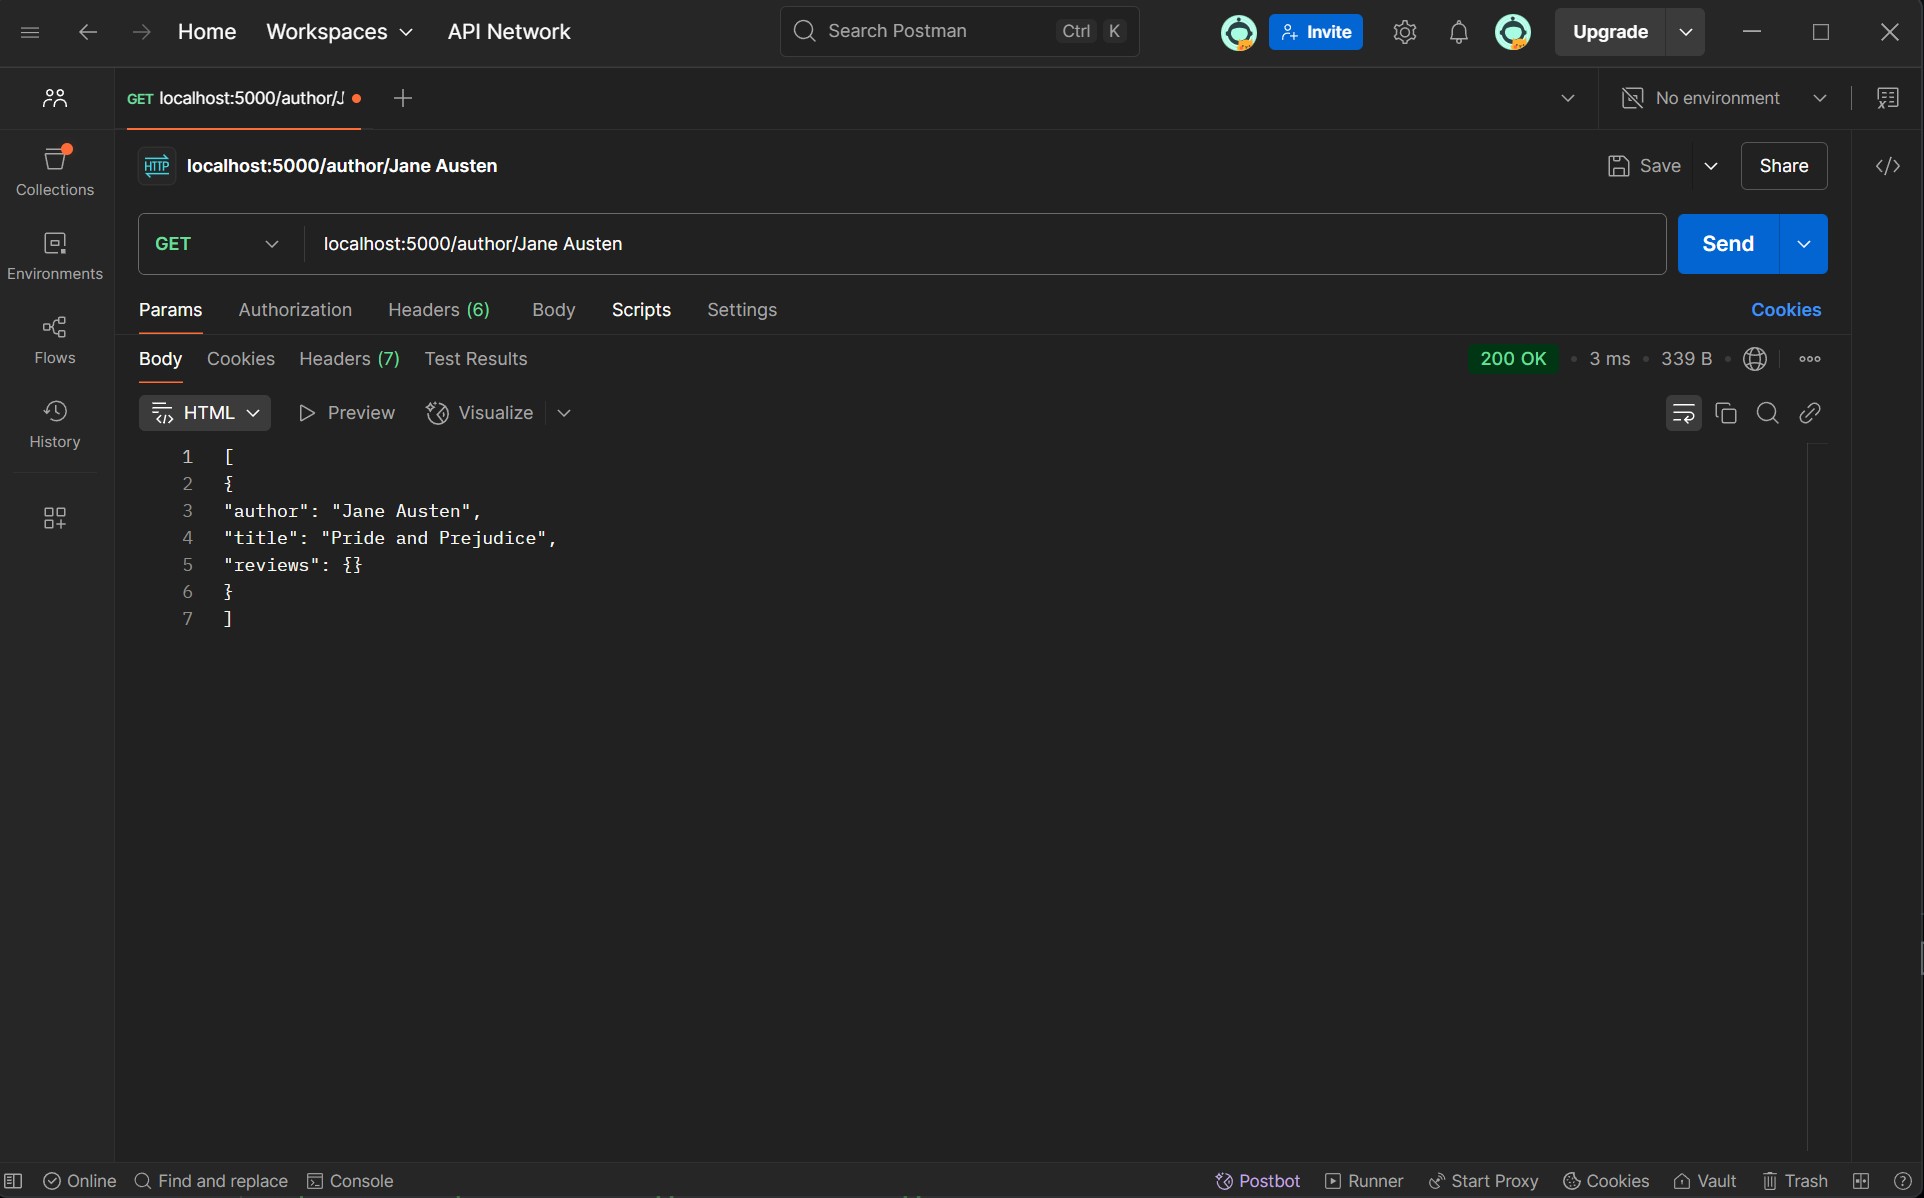 Home Workspaces API Network Search Postman Ctrl K Invite Upgrade
GET localhost:5000/author/J No environment
HTTP localhost:5000/author/Jane Austen Save Share </>
Collections
GET localhost:5000/author/Jane Austen Send
Environments
Params Authorization Headers (6) Body Scripts Settings Cookies
Flows
Body Cookies Headers (7) Test Results 200 OK • 3 ms • 339 B •
HTML Preview Visualize
History
1 [
2 {
3 "author": "Jane Austen",
4 "title": "Pride and Prejudice",
5 "reviews": {}
6 }
7 ]
Online Find and replace Console Postbot Runner Start Proxy Cookies Vault Trash